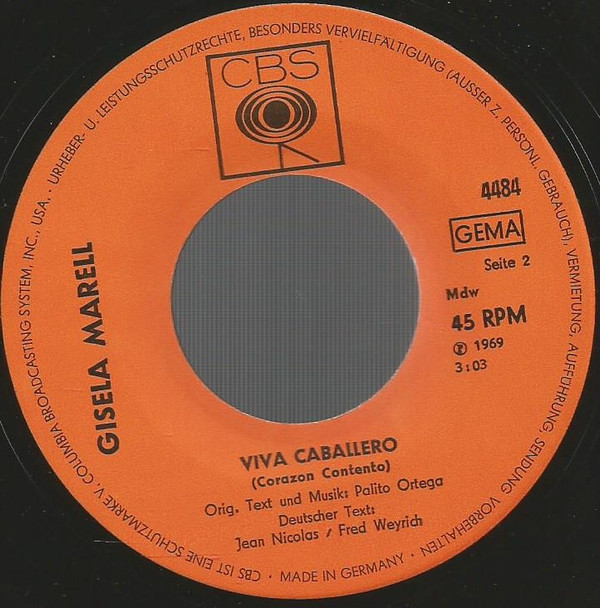 CBS
4484
GEMA
Seite 2
Mdw
45 RPM
Ⓟ 1969
3:03
GISELA MARELL
VIVA CABALLERO
(Corazon Contento)
Orig. Text und Musik: Palito Ortega
Deutscher Text:
Jean Nicolas / Fred Weyrich
CBS IST EINE SCHUTZMARKE V. COLUMBIA BROADCASTING SYSTEM, INC., USA. · URHEBER- U. LEISTUNGSSCHUTZRECHTE, BESONDERS VERVIELFÄLTIGUNG (AUSSER Z. PERSÖNL. GEBRAUCH), VERMIETUNG, AUFFÜHRUNG, SENDUNG VORBEHALTEN · MADE IN GERMANY ·